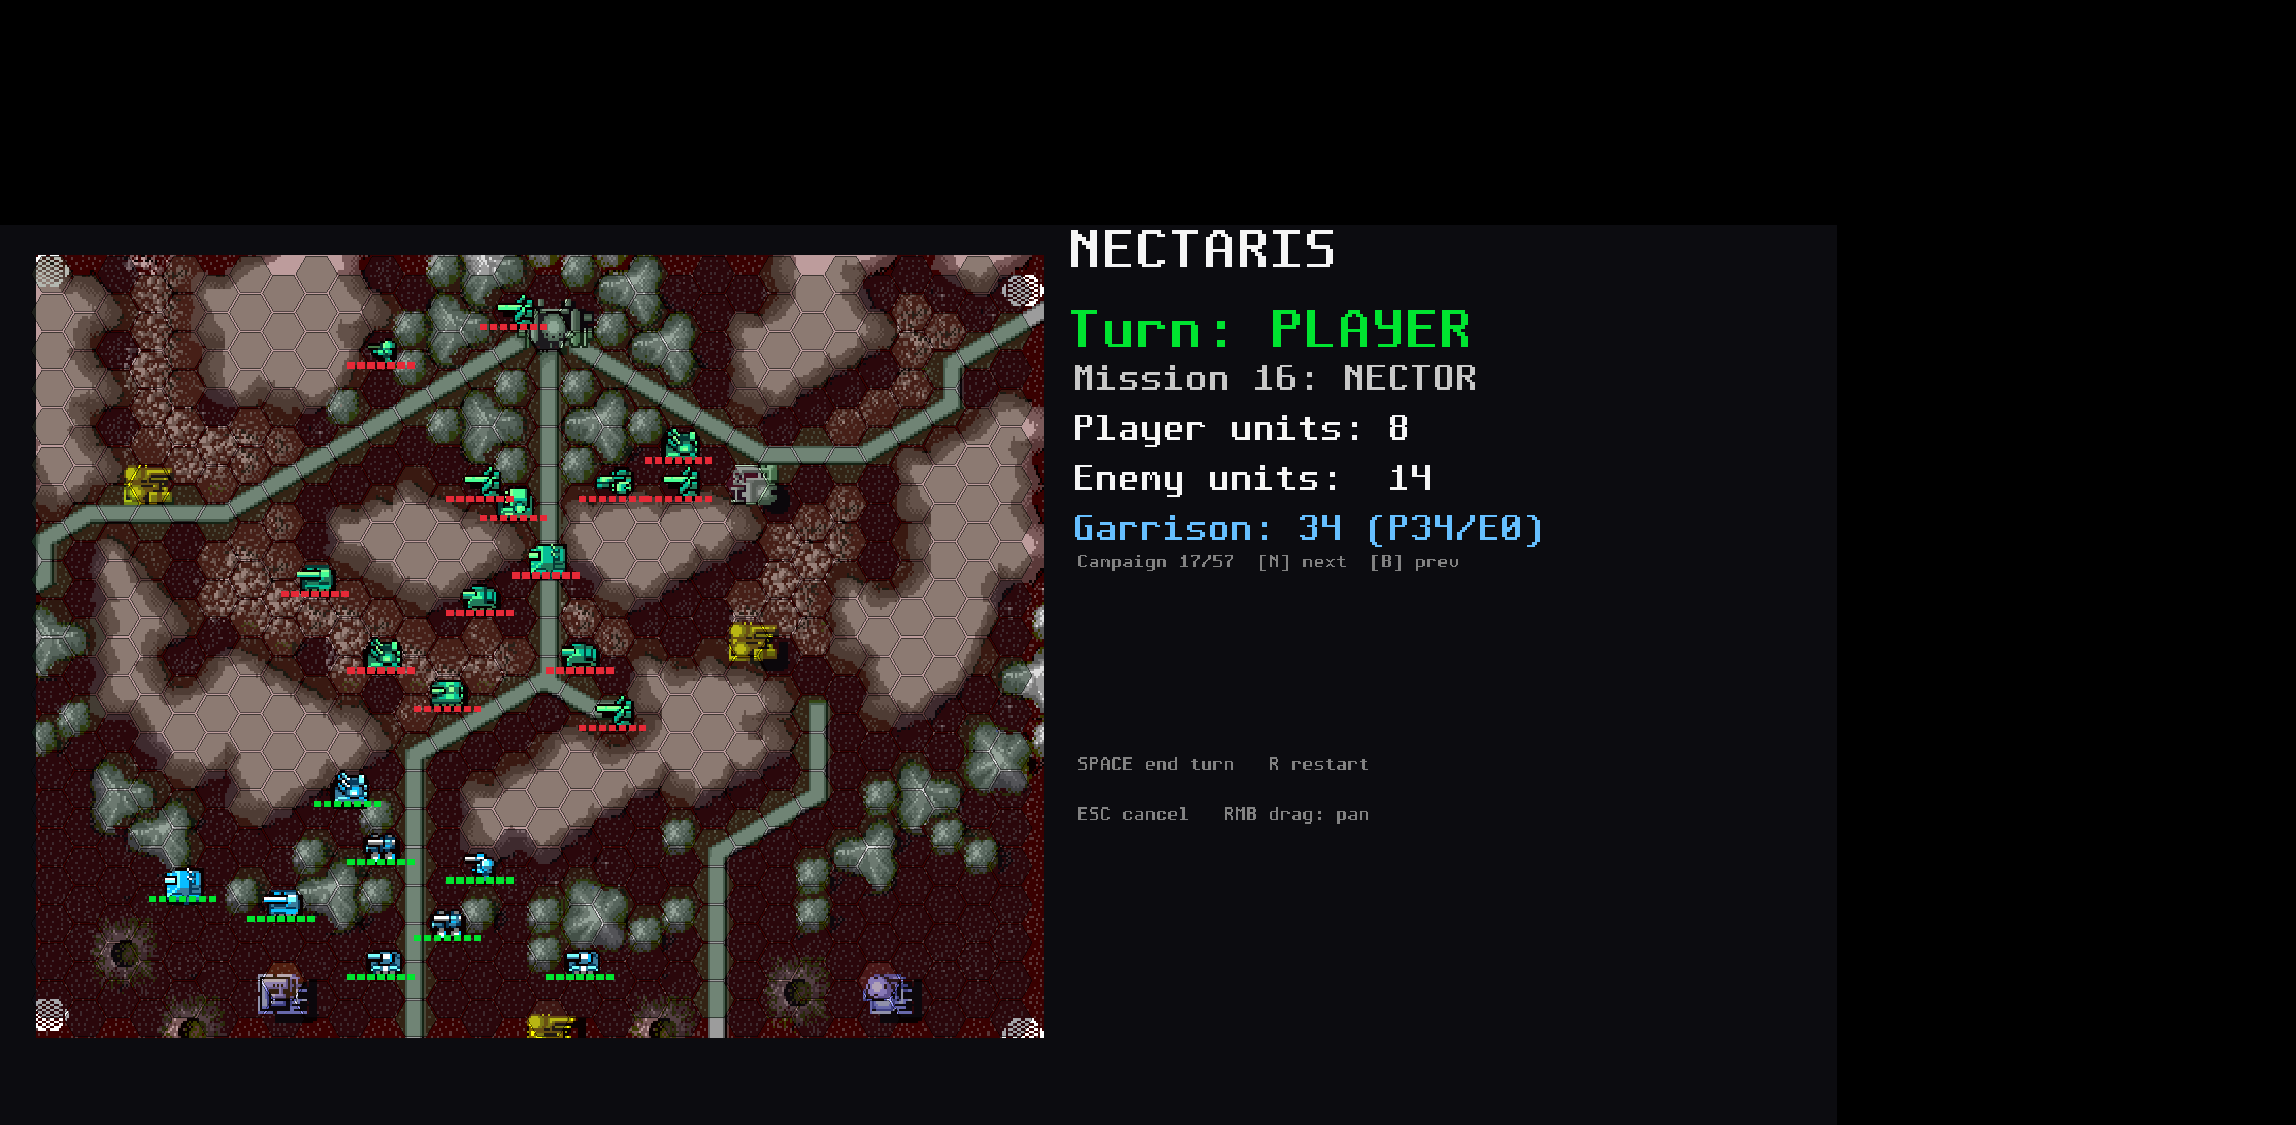 NECTARIS
Turn: PLAYER
Mission 16: NECTOR
Player units: 8
Enemy units: 14
Garrison: 34 (P34/E0)
Campaign 17/57 [N] next [B] prev
SPACE end turn R restart
ESC cancel RMB drag: pan